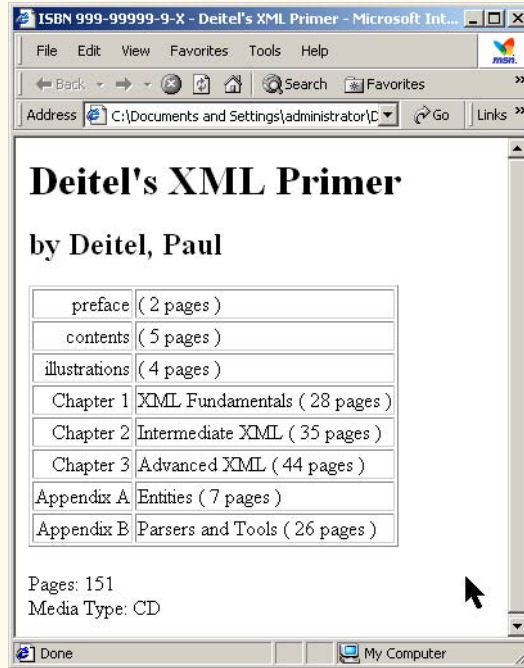 ISBN 999-99999-9-X - Deitel's XML Primer - Microsoft Int...
File Edit View Favorites Tools Help
msn.
Back Search Favorites »
Address C:\Documents and Settings\administrator\D Go Links »
Deitel's XML Primer
by Deitel, Paul
preface ( 2 pages )
contents ( 5 pages )
illustrations ( 4 pages )
Chapter 1 XML Fundamentals ( 28 pages )
Chapter 2 Intermediate XML ( 35 pages )
Chapter 3 Advanced XML ( 44 pages )
Appendix A Entities ( 7 pages )
Appendix B Parsers and Tools ( 26 pages )
Pages: 151
Media Type: CD
Done My Computer